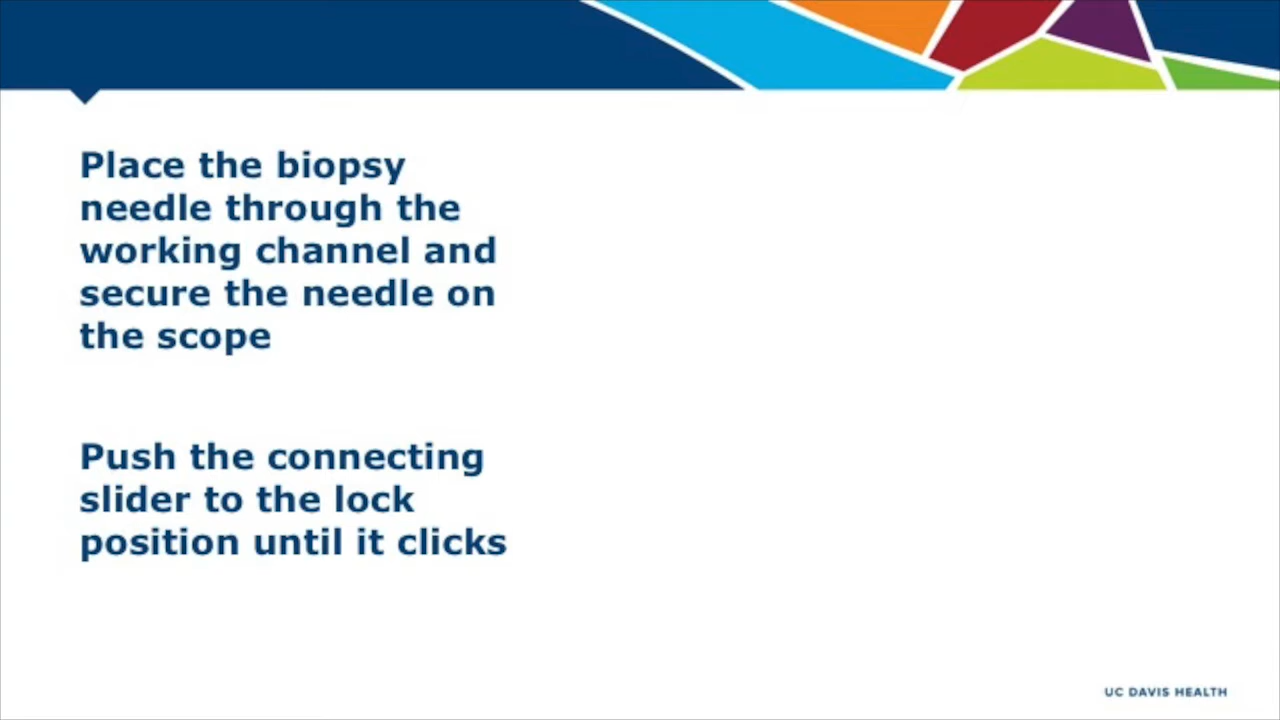 Place the biopsy
needle through the
working channel and
secure the needle on
the scope
Push the connecting
slider to the lock
position until it clicks
UC DAVIS HEALTH